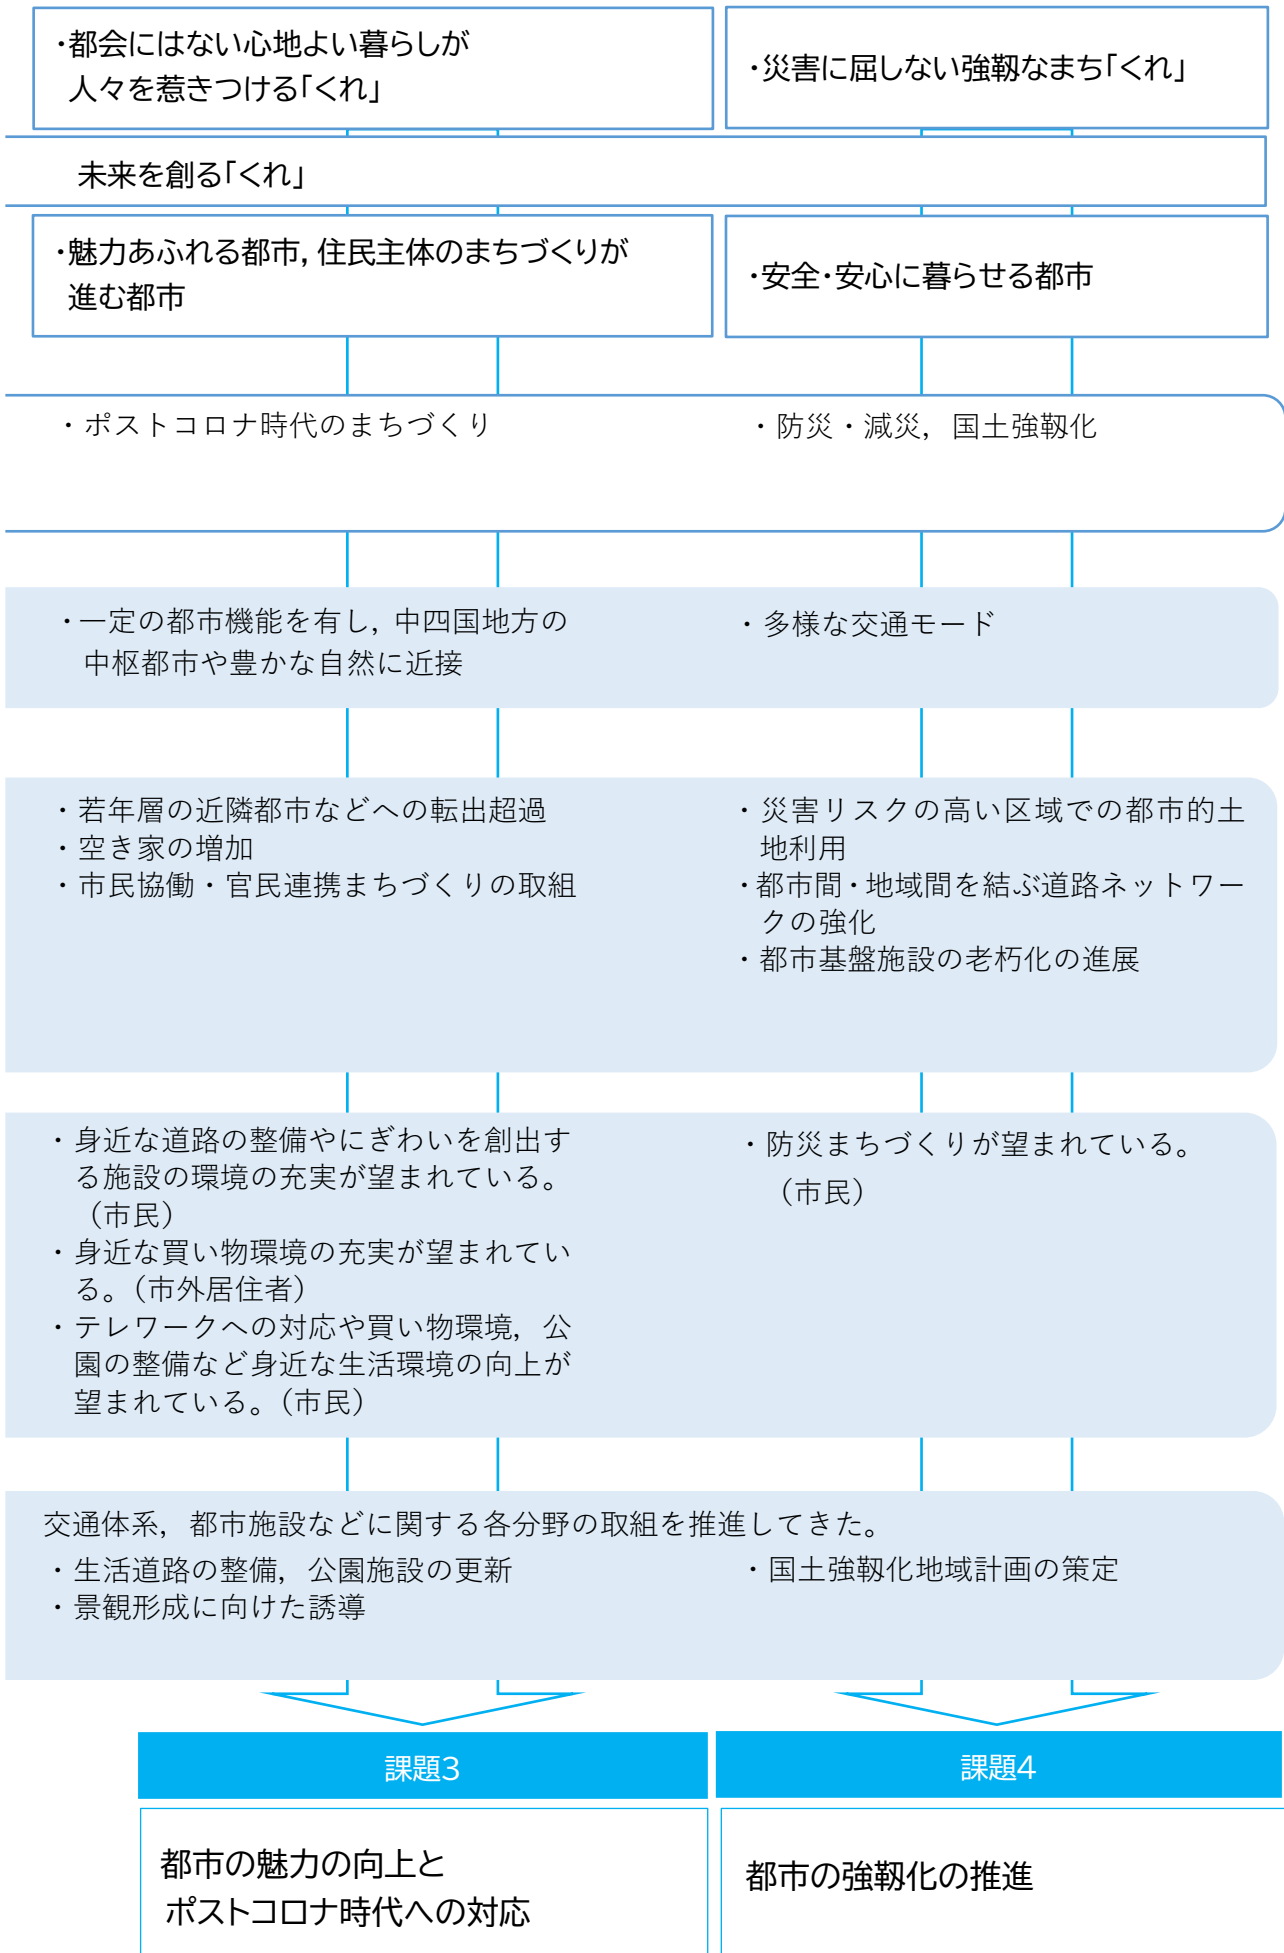 ・都会にはない心地よい暮らしが
人々を惹きつける「くれ」
・災害に屈しない強靱なまち「くれ」
未来を創る「くれ」
・魅力あふれる都市，住民主体のまちづくりが
進む都市
・安全・安心に暮らせる都市
・ポストコロナ時代のまちづくり
・防災・減災，国土強靱化
・一定の都市機能を有し，中四国地方の
中枢都市や豊かな自然に近接
・多様な交通モード
・若年層の近隣都市などへの転出超過
・空き家の増加
・市民協働・官民連携まちづくりの取組
・災害リスクの高い区域での都市的土
地利用
・都市間・地域間を結ぶ道路ネットワー
クの強化
・都市基盤施設の老朽化の進展
・身近な道路の整備やにぎわいを創出す
る施設の環境の充実が望まれている。
（市民）
・身近な買い物環境の充実が望まれてい
る。（市外居住者）
・テレワークへの対応や買い物環境，公
園の整備など身近な生活環境の向上が
望まれている。（市民）
・防災まちづくりが望まれている。
（市民）
交通体系，都市施設などに関する各分野の取組を推進してきた。
・生活道路の整備，公園施設の更新
・景観形成に向けた誘導
・国土強靱化地域計画の策定
課題3
都市の魅力の向上と
ポストコロナ時代への対応
課題4
都市の強靱化の推進